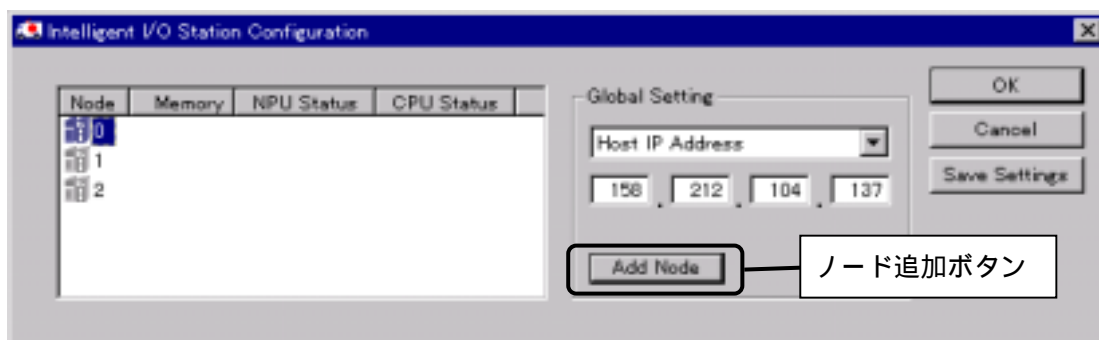 Intelligent I/O Station Configuration
Node Memory NPU Status CPU Status
0
1
2
Global Setting
Host IP Address
158 . 212 . 104 . 137
Add Node
OK
Cancel
Save Settings
ノード追加ボタン